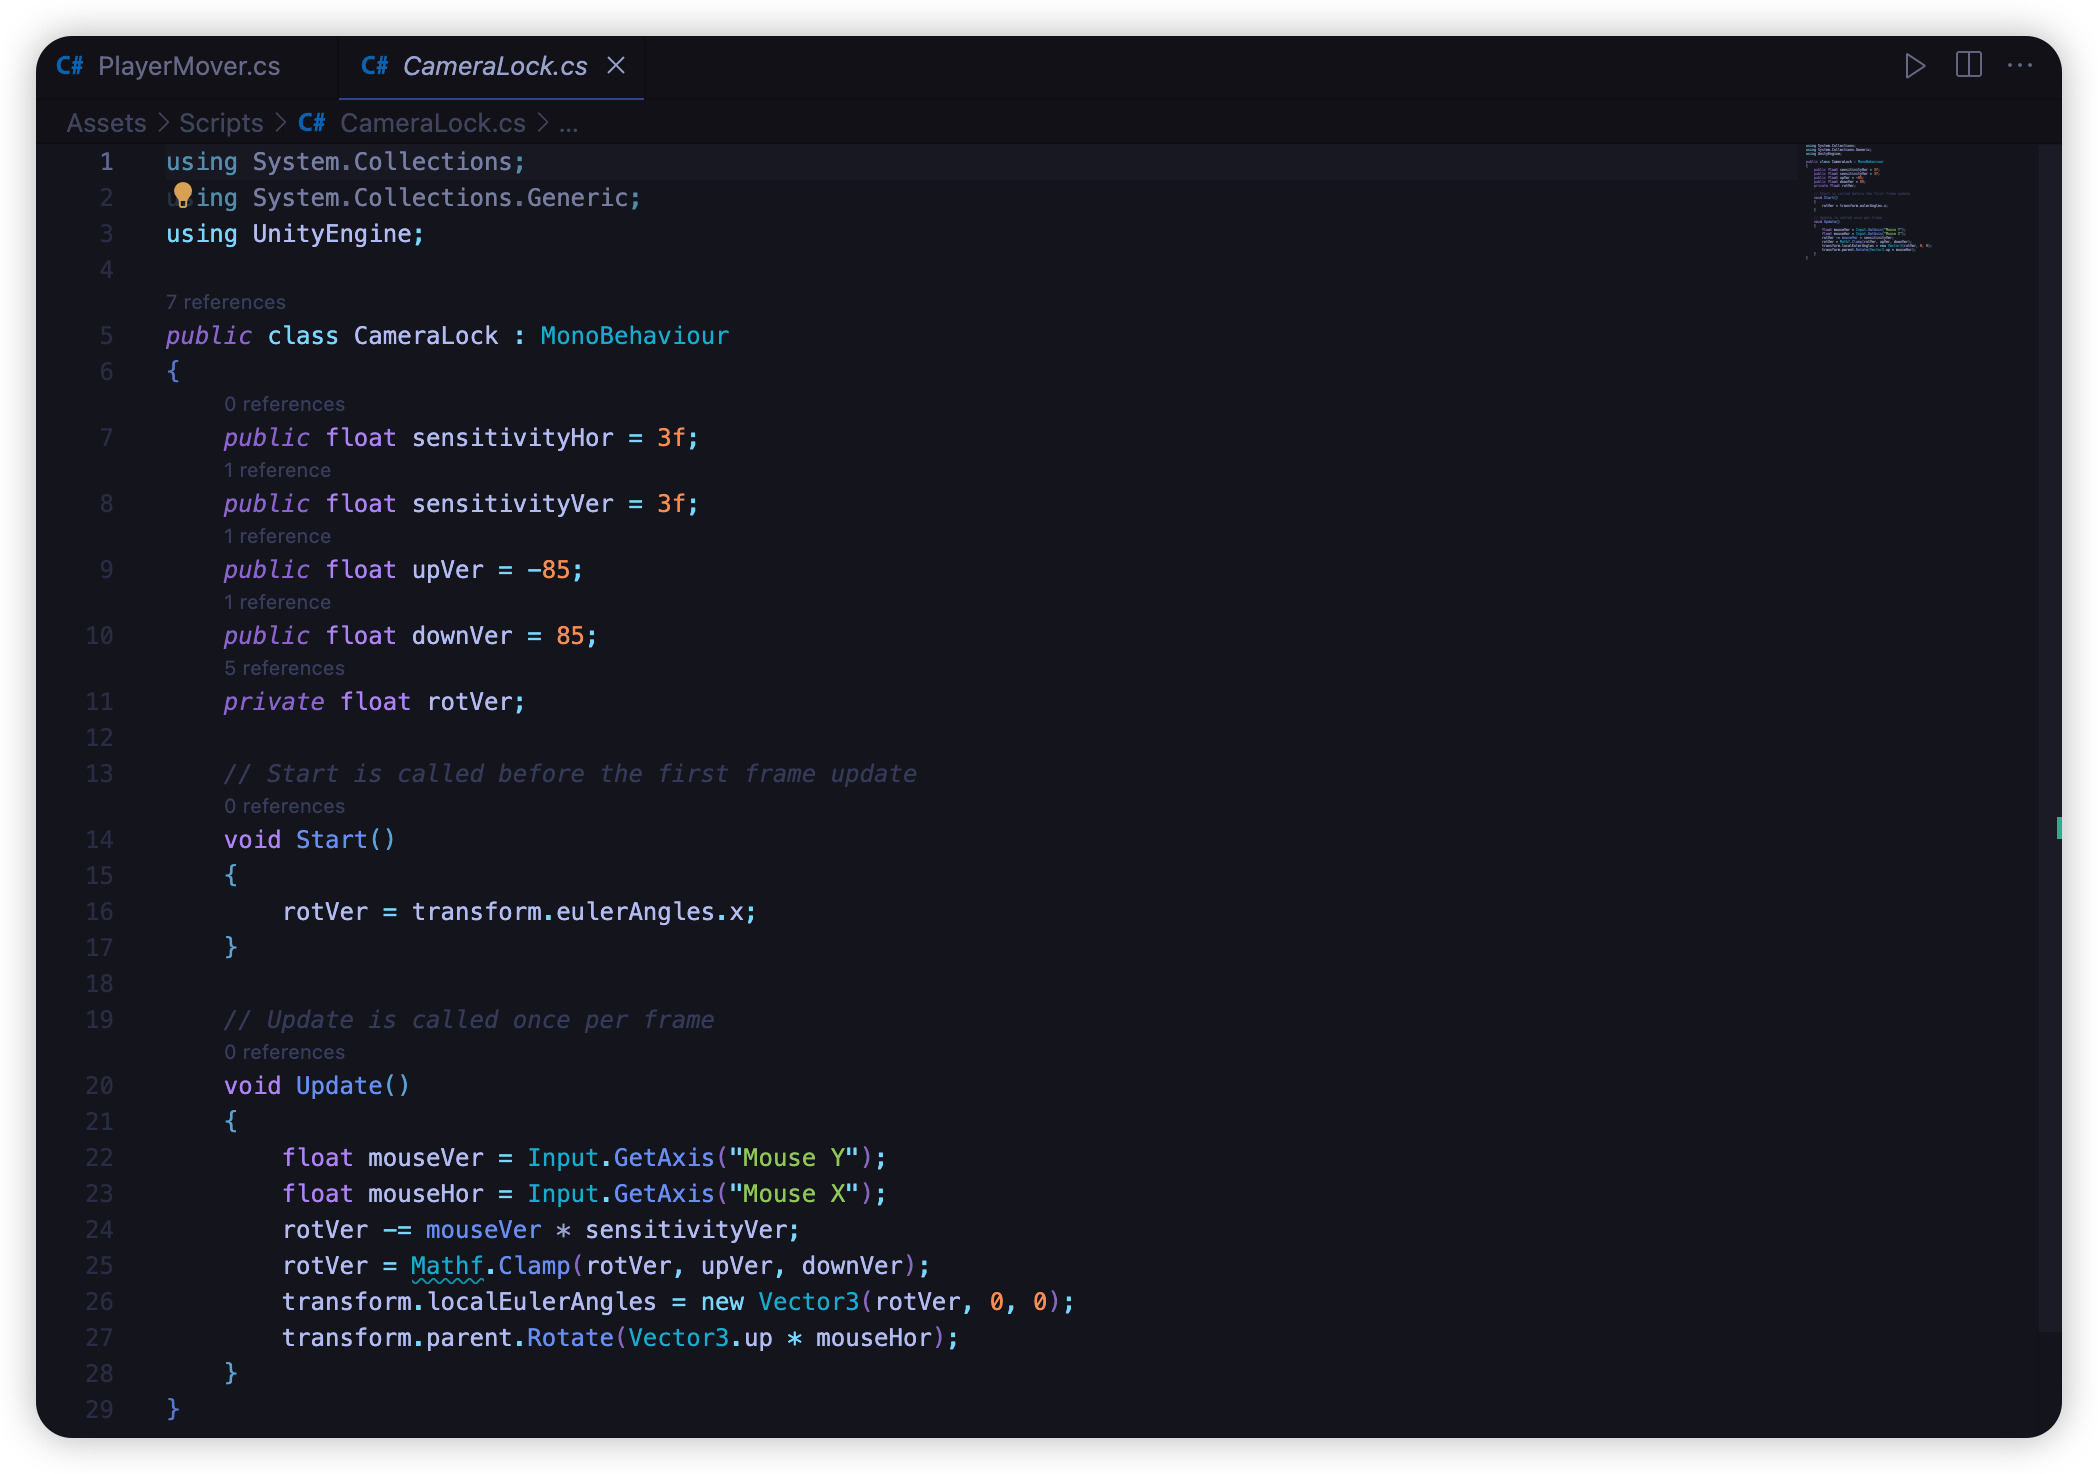 C# PlayerMover.cs
C# CameraLock.cs
Assets > Scripts > C# CameraLock.cs > ...
1 using System.Collections;
2 using System.Collections.Generic;
3 using UnityEngine;
4
7 references
5 public class CameraLock : MonoBehaviour
6 {
0 references
7 public float sensitivityHor = 3f;
1 reference
8 public float sensitivityVer = 3f;
1 reference
9 public float upVer = -85;
1 reference
10 public float downVer = 85;
5 references
11 private float rotVer;
12
13 // Start is called before the first frame update
0 references
14 void Start()
15 {
16 rotVer = transform.eulerAngles.x;
17 }
18
19 // Update is called once per frame
0 references
20 void Update()
21 {
22 float mouseVer = Input.GetAxis("Mouse Y");
23 float mouseHor = Input.GetAxis("Mouse X");
24 rotVer -= mouseVer * sensitivityVer;
25 rotVer = Mathf.Clamp(rotVer, upVer, downVer);
26 transform.localEulerAngles = new Vector3(rotVer, 0, 0);
27 transform.parent.Rotate(Vector3.up * mouseHor);
28 }
29 }